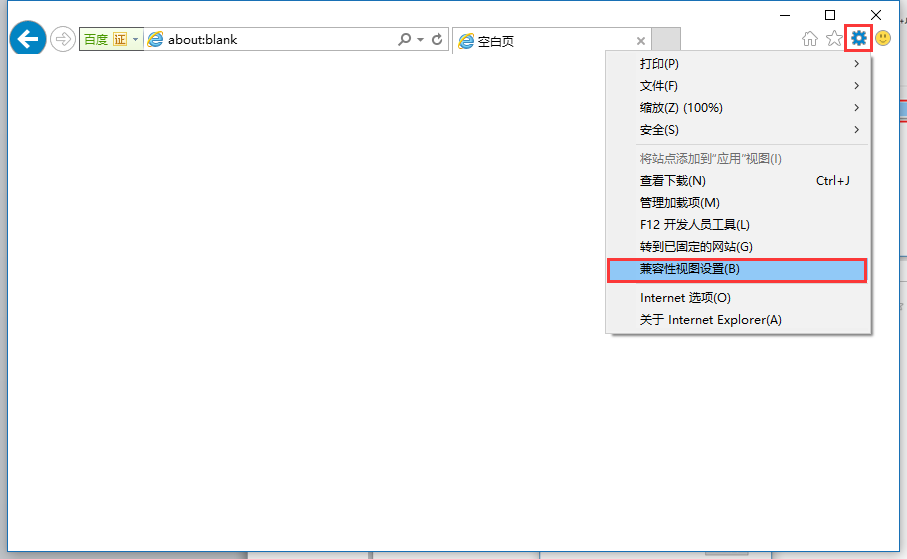 百度 证 about:blank 空白页
打印(P)
文件(F)
缩放(Z) (100%)
安全(S)
将站点添加到“应用”视图(I)
查看下载(N) Ctrl+J
管理加载项(M)
F12 开发人员工具(L)
转到已固定的网站(G)
兼容性视图设置(B)
Internet 选项(O)
关于 Internet Explorer(A)